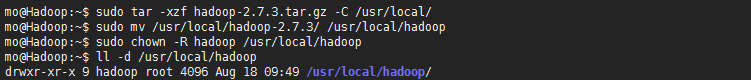 mo@Hadoop:~$ sudo tar -xzf hadoop-2.7.3.tar.gz -C /usr/local/
mo@Hadoop:~$ sudo mv /usr/local/hadoop-2.7.3/ /usr/local/hadoop
mo@Hadoop:~$ sudo chown -R hadoop /usr/local/hadoop
mo@Hadoop:~$ ll -d /usr/local/hadoop
drwxr-xr-x 9 hadoop root 4096 Aug 18 09:49 /usr/local/hadoop/